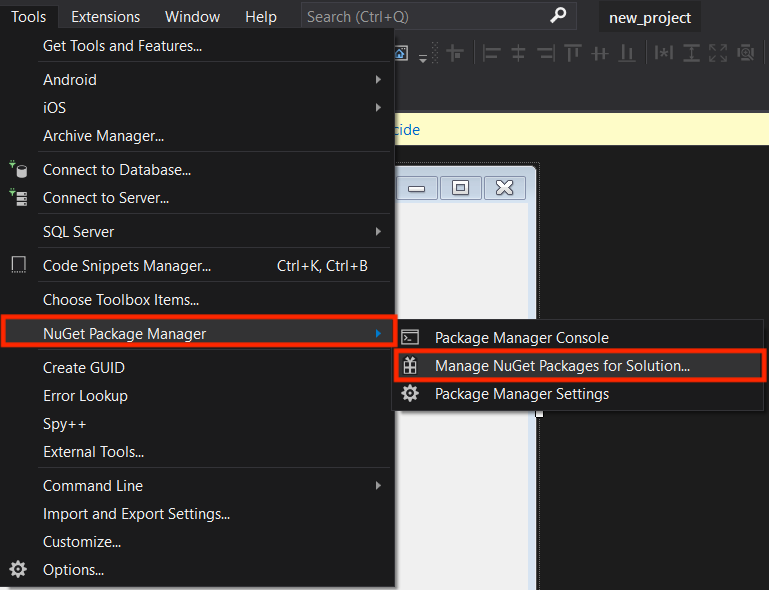 Tools Extensions Window Help Search (Ctrl+Q) new_project
Get Tools and Features...
Android
iOS
Archive Manager...
cide
Connect to Database...
Connect to Server...
SQL Server
Code Snippets Manager... Ctrl+K, Ctrl+B
Choose Toolbox Items...
NuGet Package Manager
Package Manager Console
Manage NuGet Packages for Solution...
Package Manager Settings
Create GUID
Error Lookup
Spy++
External Tools...
Command Line
Import and Export Settings...
Customize...
Options...